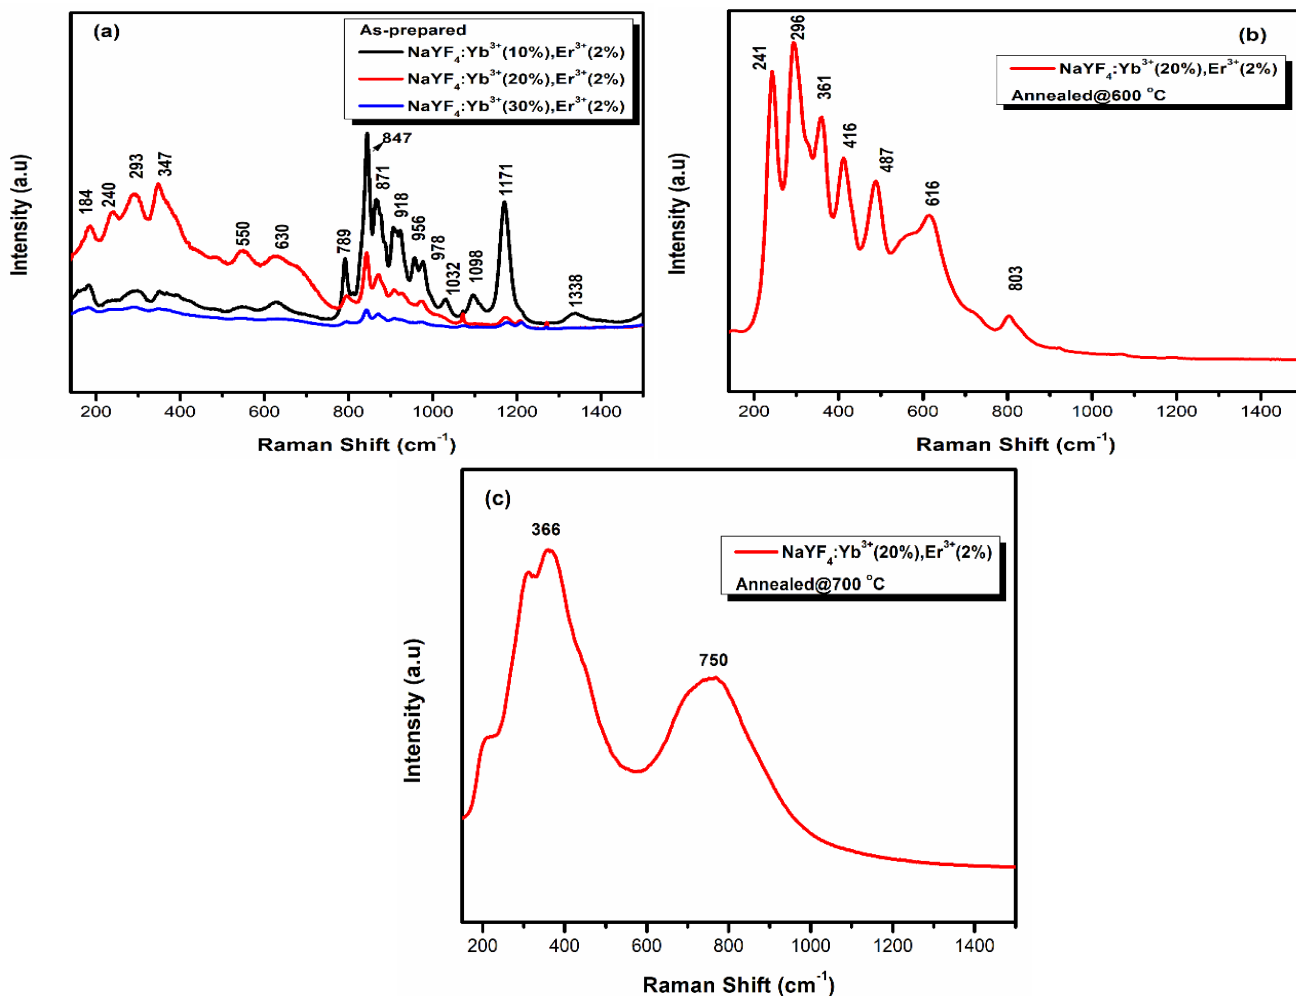 (a)
As-prepared
NaYF₄:Yb³⁺(10%),Er³⁺(2%)
NaYF₄:Yb³⁺(20%),Er³⁺(2%)
NaYF₄:Yb³⁺(30%),Er³⁺(2%)
184
240
293
347
550
630
789
847
871
918
956
978
1032
1098
1171
1338
Intensity (a.u)
200 400 600 800 1000 1200 1400
Raman Shift (cm⁻¹)
(b)
NaYF₄:Yb³⁺(20%),Er³⁺(2%)
Annealed@600 °C
241
296
361
416
487
616
803
Intensity (a.u)
200 400 600 800 1000 1200 1400
Raman Shift (cm⁻¹)
(c)
NaYF₄:Yb³⁺(20%),Er³⁺(2%)
Annealed@700 °C
366
750
Intensity (a.u)
200 400 600 800 1000 1200 1400
Raman Shift (cm⁻¹)